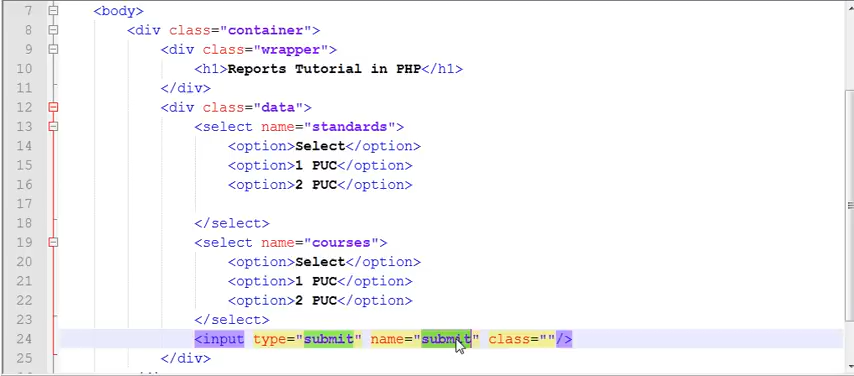 7 <body>
8 <div class="container">
9 <div class="wrapper">
10 <h1>Reports Tutorial in PHP</h1>
11 </div>
12 <div class="data">
13 <select name="standards">
14 <option>Select</option>
15 <option>1 PUC</option>
16 <option>2 PUC</option>
17
18 </select>
19 <select name="courses">
20 <option>Select</option>
21 <option>1 PUC</option>
22 <option>2 PUC</option>
23 </select>
24 <input type="submit" name="submit" class=""/>
25 </div>